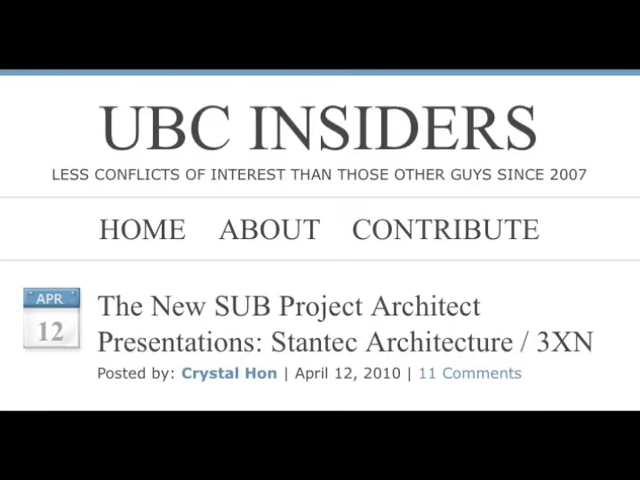 UBC INSIDERS
LESS CONFLICTS OF INTEREST THAN THOSE OTHER GUYS SINCE 2007
HOME ABOUT CONTRIBUTE
APR
12
The New SUB Project Architect
Presentations: Stantec Architecture / 3XN
Posted by: Crystal Hon | April 12, 2010 | 11 Comments